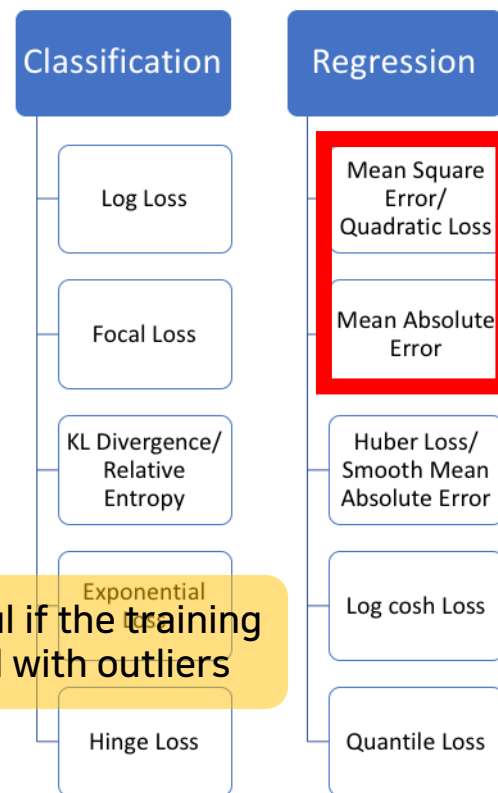 Classification
Log Loss
Focal Loss
KL Divergence/
Relative
Entropy
Exponential
Loss
Hinge Loss
Regression
Mean Square
Error/
Quadratic Loss
Mean Absolute
Error
Huber Loss/
Smooth Mean
Absolute Error
Log cosh Loss
Quantile Loss
if the training
with outliers